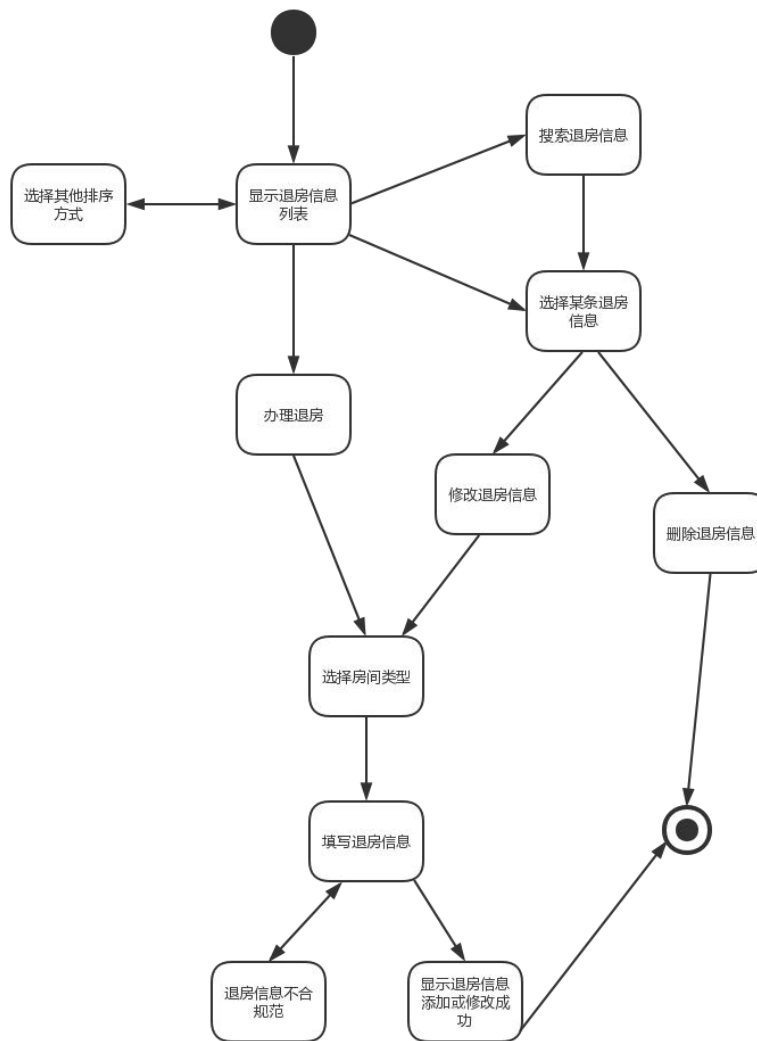 搜索退房信息
选择其他排序
方式
显示退房信息
列表
选择某条退房
信息
办理退房
修改退房信息
删除退房信息
选择房间类型
填写退房信息
退房信息不合
规范
显示退房信息
添加或修改成
功